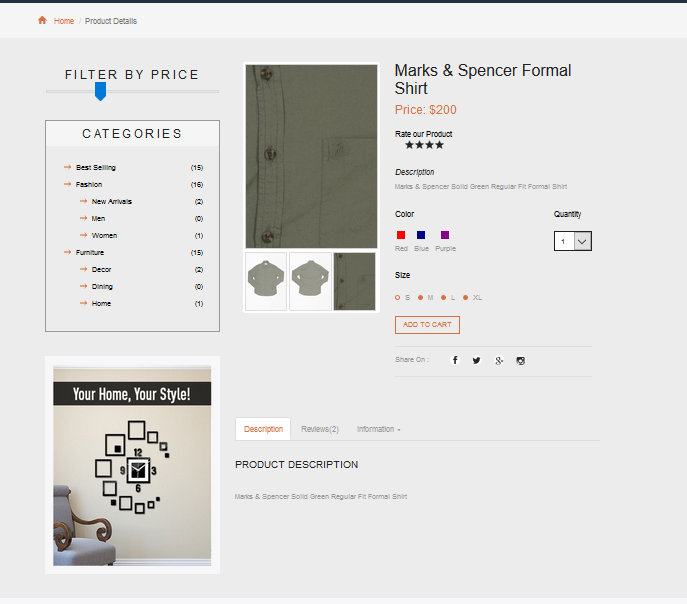 Home / Product Details
FILTER BY PRICE
CATEGORIES
Best Selling (15)
Fashion (16)
New Arrivals (2)
Men (0)
Women (1)
Furniture (15)
Decor (2)
Dining (0)
Home (1)
Your Home, Your Style!
12
9 3
6
Marks & Spencer Formal
Shirt
Price: $200
Rate our Product
Description
Marks & Spencer Solid Green Regular Fit Formal Shirt
Color Quantity
Red Blue Purple
1
Size
S M L XL
ADD TO CART
Share On :
Description Reviews(2) Information
PRODUCT DESCRIPTION
Marks & Spencer Solid Green Regular Fit Formal Shirt